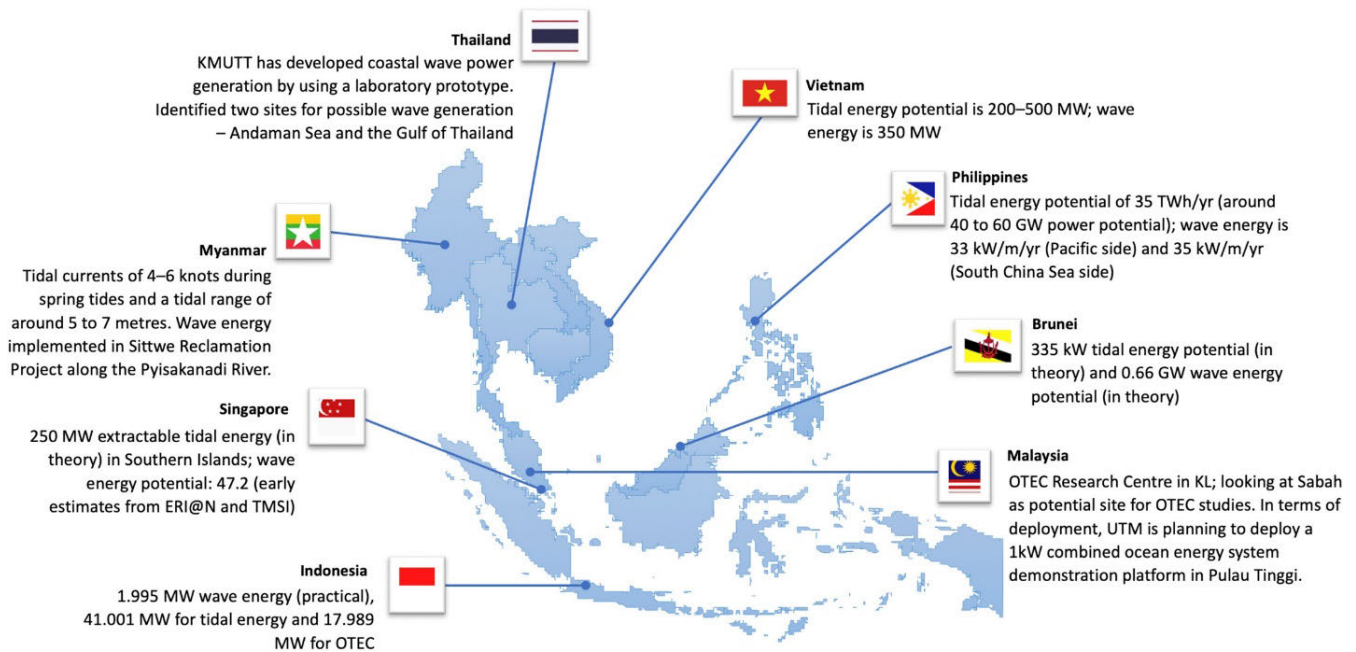 Thailand
KMUTT has developed coastal wave power
generation by using a laboratory prototype.
Identified two sites for possible wave generation
– Andaman Sea and the Gulf of Thailand
Vietnam
Tidal energy potential is 200–500 MW; wave
energy is 350 MW
Philippines
Tidal energy potential of 35 TWh/yr (around
40 to 60 GW power potential); wave energy is
33 kW/m/yr (Pacific side) and 35 kW/m/yr
(South China Sea side)
Myanmar
Tidal currents of 4–6 knots during
spring tides and a tidal range of
around 5 to 7 metres. Wave energy
implemented in Sittwe Reclamation
Project along the Pyisakanadi River.
Brunei
335 kW tidal energy potential (in
theory) and 0.66 GW wave energy
potential (in theory)
Singapore
250 MW extractable tidal energy (in
theory) in Southern Islands; wave
energy potential: 47.2 (early
estimates from ERI@N and TMSI)
Malaysia
OTEC Research Centre in KL; looking at Sabah
as potential site for OTEC studies. In terms of
deployment, UTM is planning to deploy a
1kW combined ocean energy system
demonstration platform in Pulau Tinggi.
Indonesia
1.995 MW wave energy (practical),
41.001 MW for tidal energy and 17.989
MW for OTEC